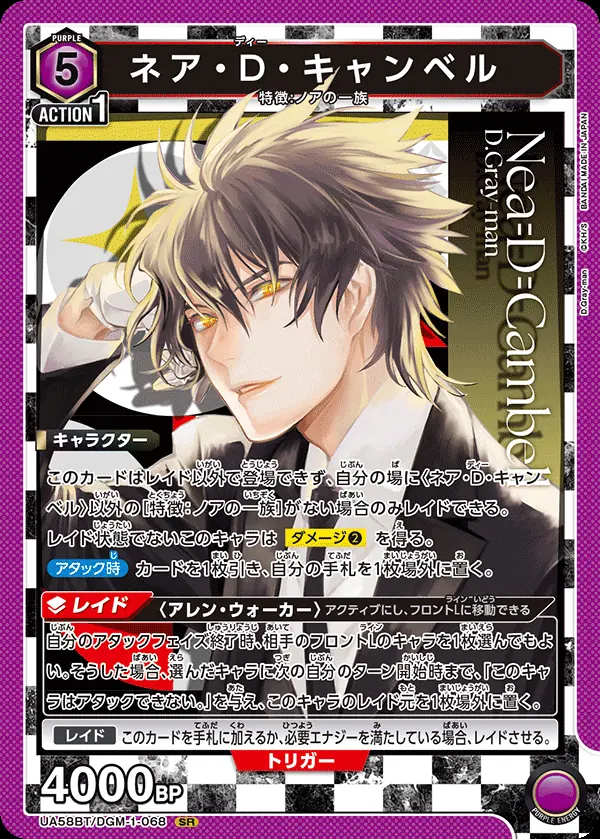 PURPLE
5
ACTION 1
ネア・D・キャンベル
ディー
特徴:ノアの一族
Nea=D=Cambel
D.Gray-man
D.Gray-man ©KH/S BANDAI MADE IN JAPAN
キャラクター
このカードはレイド以外で登場できず、自分の場に〈ネア・D・キャン
ベル〉以外の[特徴:ノアの一族]がない場合のみレイドできる。
レイド状態でないこのキャラは ダメージ❷ を得る。
アタック時 カードを1枚引き、自分の手札を1枚場外に置く。
レイド 〈アレン・ウォーカー〉アクティブにし、フロントLに移動できる
自分のアタックフェイズ終了時、相手のフロントLのキャラを1枚選んでもよ
い。そうした場合、選んだキャラに次の自分のターン開始時まで、「このキャ
ラはアタックできない。」を与え、このキャラのレイド元を1枚場外に置く。
レイド このカードを手札に加えるか、必要エナジーを満たしている場合、レイドさせる。
トリガー
4000BP
UA58BT/DGM-1-068 SR
PURPLE ENERGY